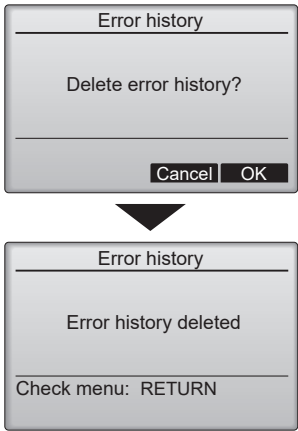 Error history
Delete error history?
Cancel OK
Error history
Error history deleted
Check menu: RETURN